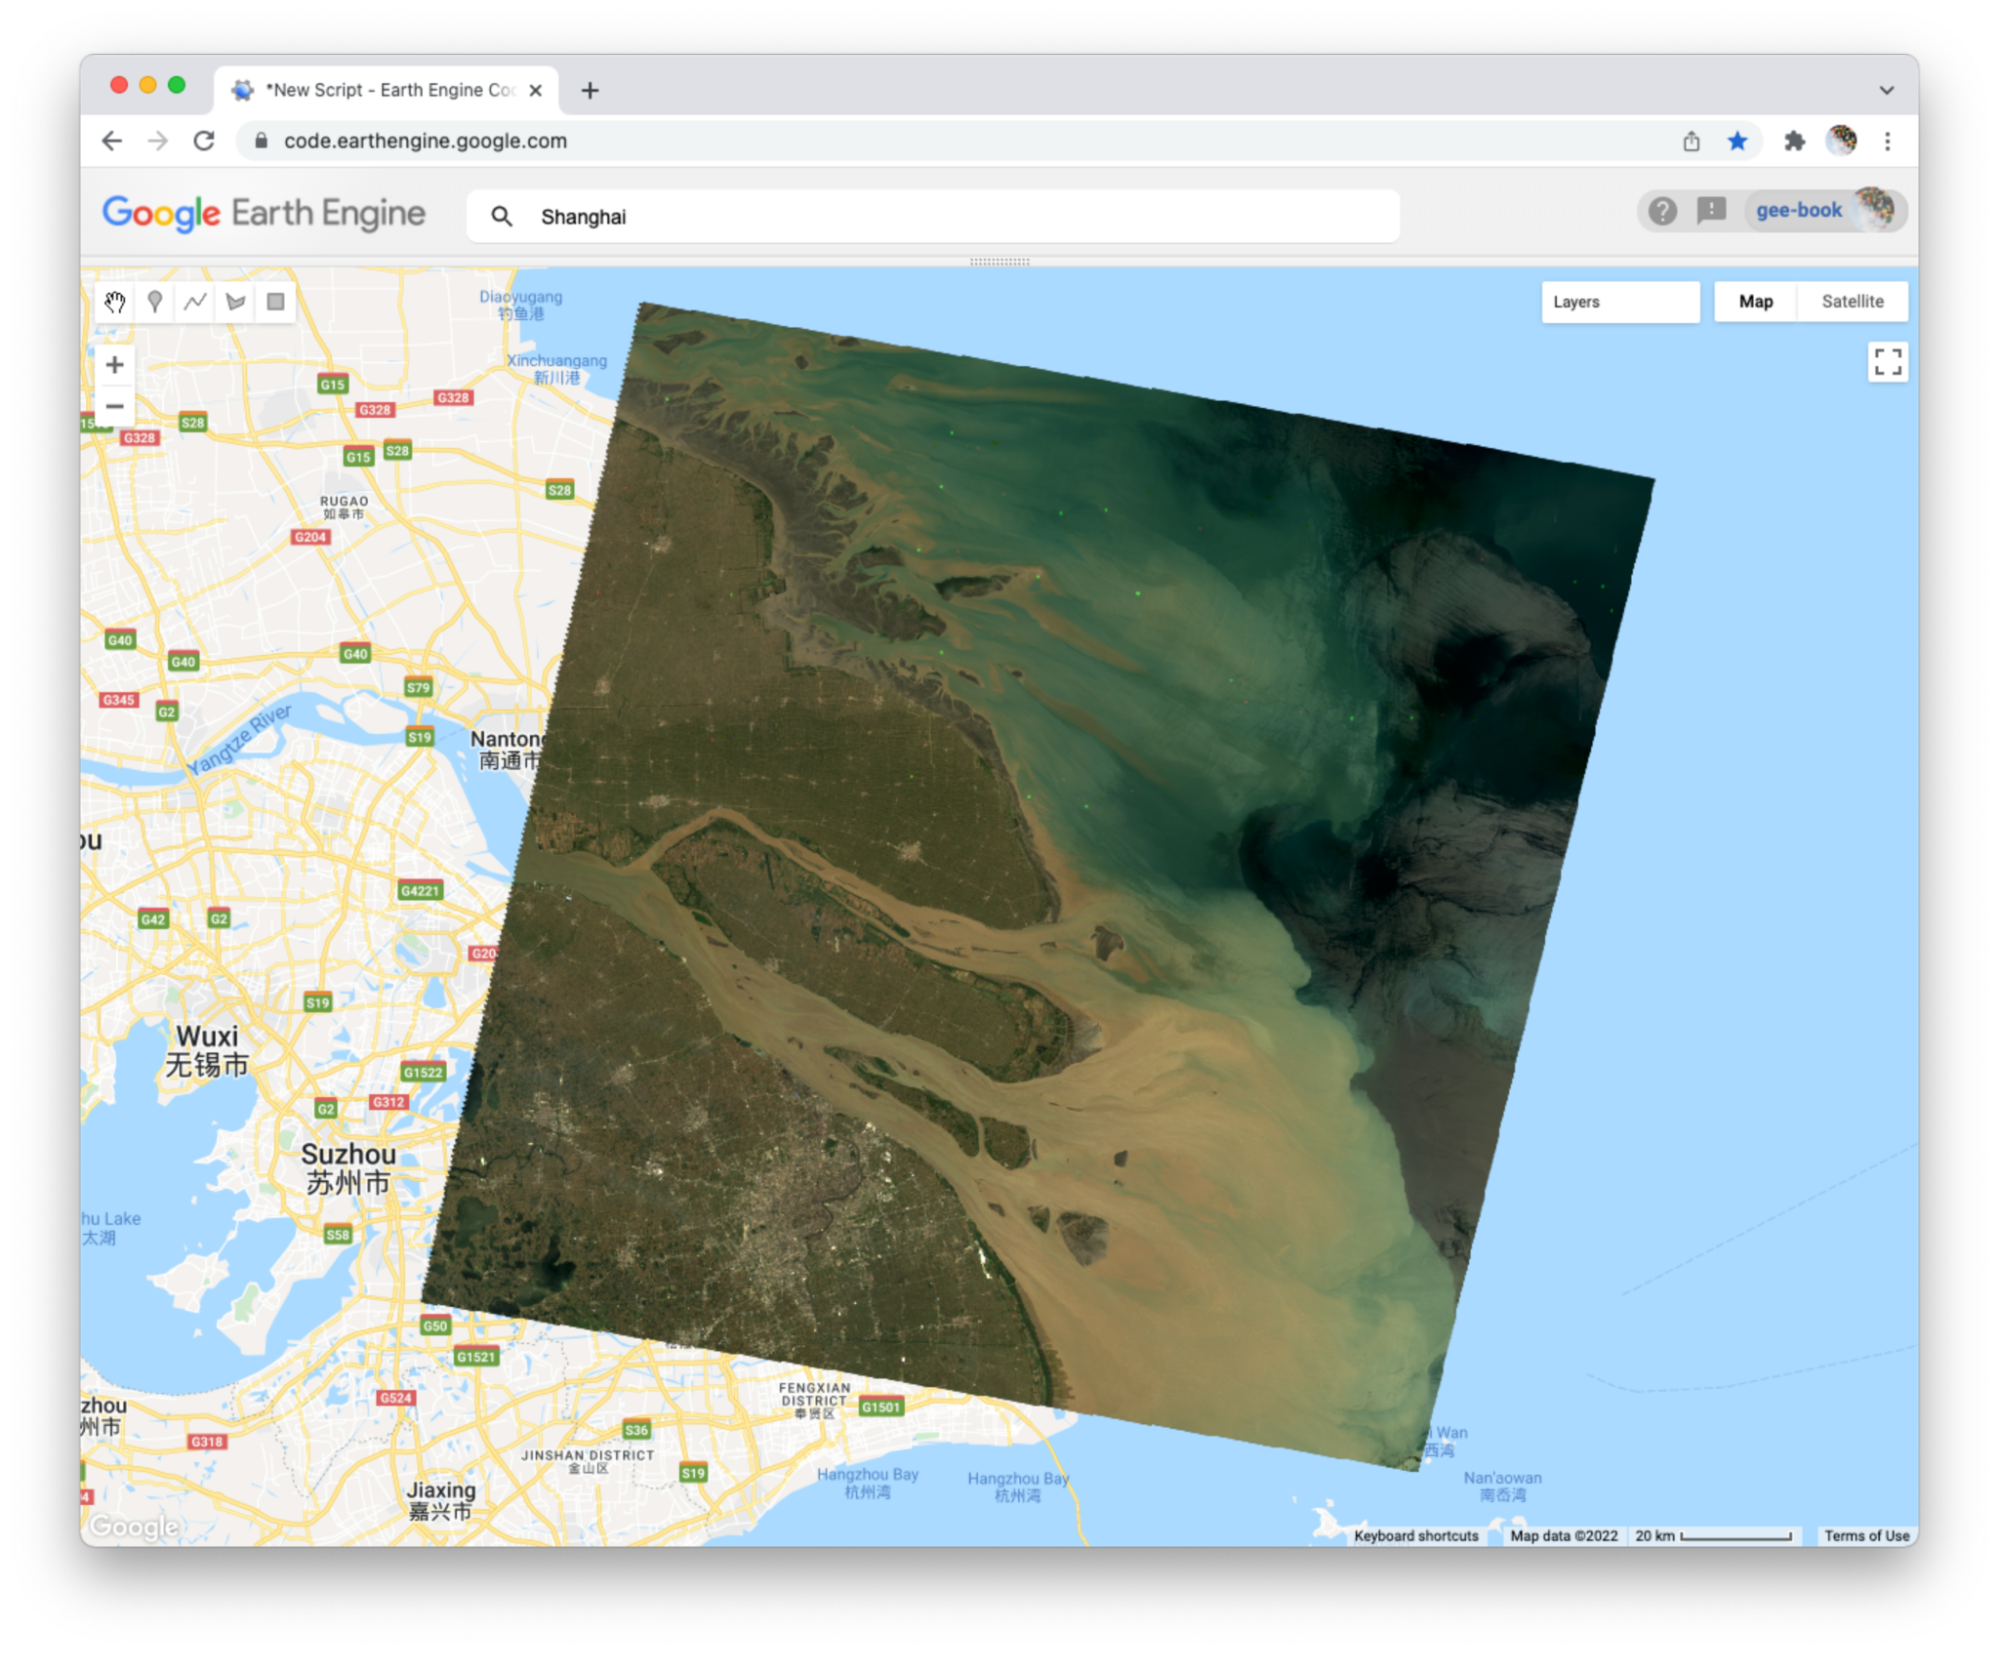 *New Script - Earth Engine Co
code.earthengine.google.com
Google Earth Engine
Shanghai
gee-book
Layers
Map
Satellite
Diaoyugang
钓鱼港
Xinchuangang
新川港
G15
G328
G328
S28
G328
G15
S28
S28
RUGAO
如皋市
G204
G40
G40
G40
G345
G2
S79
S19
Yangtze River
Nantong
南通市
ou
G4221
G42
G2
G20
S19
Wuxi
无锡市
G1522
G2
G312
Suzhou
苏州市
hu Lake
太湖
S58
G50
G1521
G524
zhou
州市
G318
FENGXIAN
DISTRICT
奉贤区
G1501
S36
JINSHAN DISTRICT
金山区
S19
Hangzhou Bay
杭州湾
Hangzhou Bay
杭州湾
Jiaxing
嘉兴市
i Wan
西湾
Nan'aowan
南岙湾
Google
Keyboard shortcuts
Map data ©2022
20 km
Terms of Use